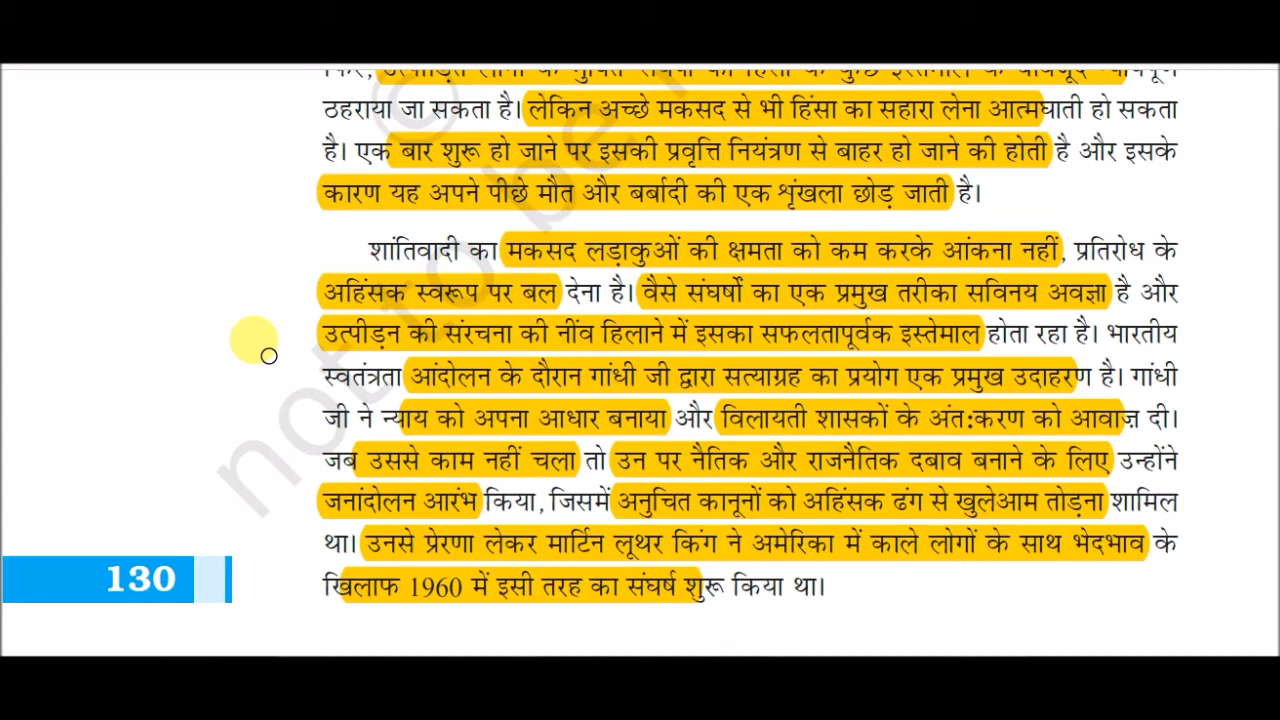 ठहराया जा सकता है। लेकिन अच्छे मकसद से भी हिंसा का सहारा लेना आत्मघाती हो सकता
है। एक बार शुरू हो जाने पर इसकी प्रवृत्ति नियंत्रण से बाहर हो जाने की होती है और इसके
कारण यह अपने पीछे मौत और बर्बादी की एक शृंखला छोड़ जाती है।
शांतिवादी का मकसद लड़ाकुओं की क्षमता को कम करके आंकना नहीं, प्रतिरोध के
अहिंसक स्वरूप पर बल देना है। वैसे संघर्षों का एक प्रमुख तरीका सविनय अवज्ञा है और
उत्पीड़न की संरचना की नींव हिलाने में इसका सफलतापूर्वक इस्तेमाल होता रहा है। भारतीय
स्वतंत्रता आंदोलन के दौरान गांधी जी द्वारा सत्याग्रह का प्रयोग एक प्रमुख उदाहरण है। गांधी
जी ने न्याय को अपना आधार बनाया और विलायती शासकों के अंतःकरण को आवाज़ दी।
जब उससे काम नहीं चला तो उन पर नैतिक और राजनैतिक दबाव बनाने के लिए उन्होंने
जनांदोलन आरंभ किया, जिसमें अनुचित कानूनों को अहिंसक ढंग से खुलेआम तोड़ना शामिल
था। उनसे प्रेरणा लेकर मार्टिन लूथर किंग ने अमेरिका में काले लोगों के साथ भेदभाव के
खिलाफ 1960 में इसी तरह का संघर्ष शुरू किया था।
130
© not to be